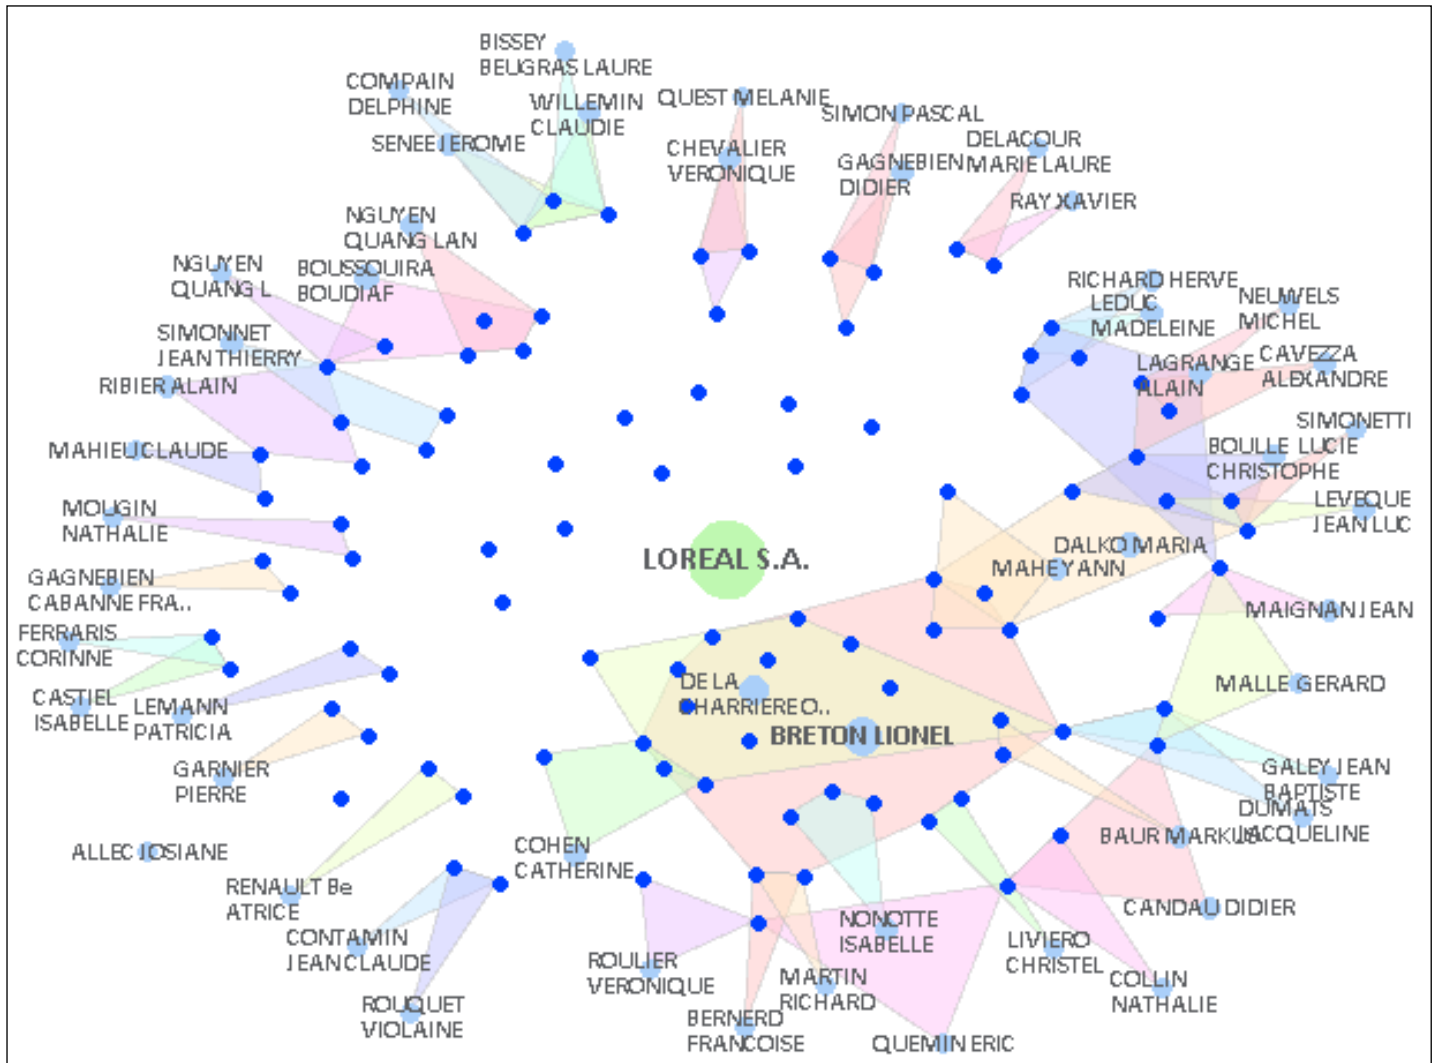 BISSEY
BEUGRAS LAURE
COMPAIN
DELPHINE
WILLEMIN
CLAUDIE
SENEE JEROME
QUEST MELANIE
CHEVALIER
VERONIQUE
SIMON PASCAL
GAGNEBIEN
DIDIER
DELACOUR
MARIE LAURE
RAY XAVIER
NGUYEN
QUANG LAN
NGUYEN
QUANG L
BOUSSOUIRA
BOUDIAF
SIMONNET
JEAN THIERRY
RIBIER ALAIN
RICHARD HERVE
LEDUC
MADELEINE
NEUWELS
MICHEL
LAGRANGE
ALAIN
CAVEZZA
ALEXANDRE
SIMONETTI
LUCIE
BOULLE
CHRISTOPHE
LEVEQUE
JEAN LUC
MAHIEU CLAUDE
MOUGIN
NATHALIE
GAGNEBIEN
CABANNE FRA..
FERRARIS
CORINNE
CASTIEL
ISABELLE
LEMANN
PATRICIA
GARNIER
PIERRE
ALLEC JOSIANE
RENAULT Be
ATRICE
CONTAMIN
JEAN CLAUDE
ROUQUET
VIOLAINE
LOREAL S.A.
DALKO MARIA
MAHE YANN
MAIGNAN JEAN
MALLE GERARD
DE LA
CHARRIERE O..
BRETON LIONEL
GALEY JEAN
BAPTISTE
DUMATS
JACQUELINE
BAUR MARKUS
CANDAU DIDIER
COHEN
CATHERINE
ROULIER
VERONIQUE
NONOTTE
ISABELLE
MARTIN
RICHARD
BERNERD
FRANCOISE
QUEMIN ERIC
LIVIERO
CHRISTEL
COLLIN
NATHALIE